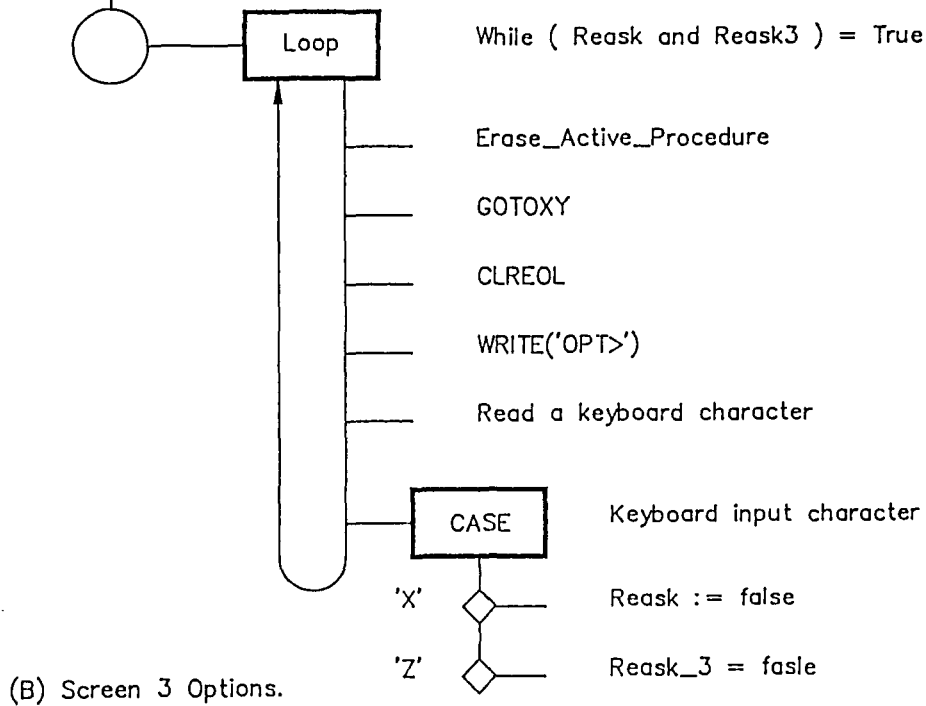 Loop While ( Reask and Reask3 ) = True
Erase_Active_Procedure
GOTOXY
CLREOL
WRITE('OPT>')
Read a keyboard character
CASE Keyboard input character
'X' Reask := false
'Z' Reask_3 = fasle
(B) Screen 3 Options.